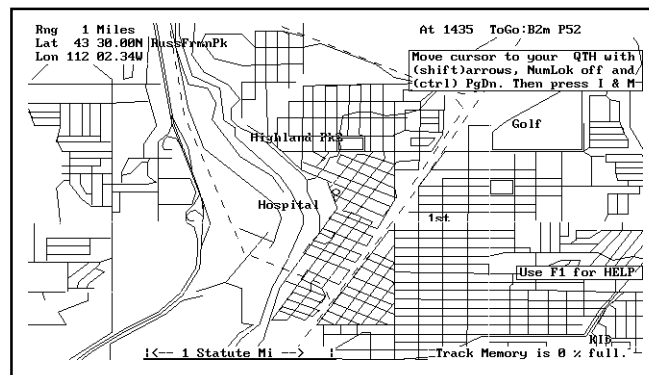 Rng 1 Miles
Lat 43 30.00N RussFrmnPk
Lon 112 02.34W
At 1435 ToGo:B2m P52
Move cursor to your QTH with
(shift)arrows, NumLok off and
(ctrl) PgDn. Then press I & M
Highland Pks
Golf
Hospital
1st
Use F1 for HELP
KID
|<-- 1 Statute Mi -->|
Track Memory is 0 % full.